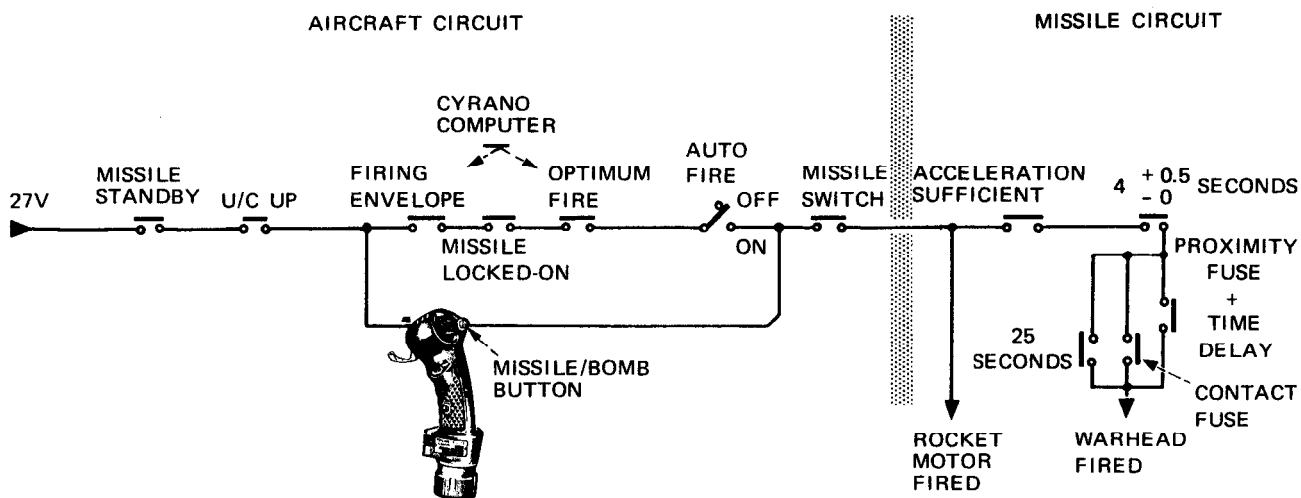 AIRCRAFT CIRCUIT
MISSILE CIRCUIT
CYRANO
COMPUTER
27V
MISSILE
STANDBY
U/C UP
FIRING
ENVELOPE
MISSILE
LOCKED-ON
OPTIMUM
FIRE
AUTO
FIRE
OFF
ON
MISSILE
SWITCH
ACCELERATION
SUFFICIENT
4 + 0.5 SECONDS
- 0
PROXIMITY
FUSE
+
TIME
DELAY
25
SECONDS
CONTACT
FUSE
MISSILE/BOMB
BUTTON
ROCKET
MOTOR
FIRED
WARHEAD
FIRED